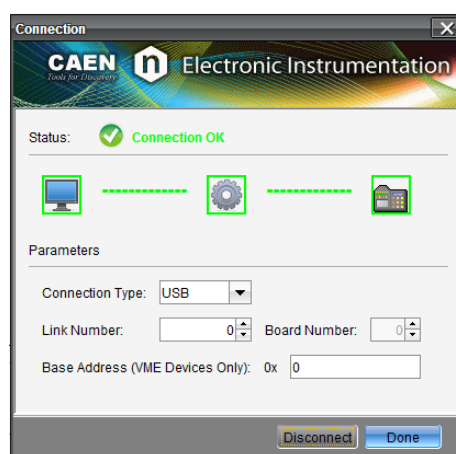 Connection
CAEN n Electronic Instrumentation
Tools for Discovery
Status: Connection OK
Parameters
Connection Type: USB
Link Number: 0 Board Number: 0
Base Address (VME Devices Only): 0x 0
Disconnect Done